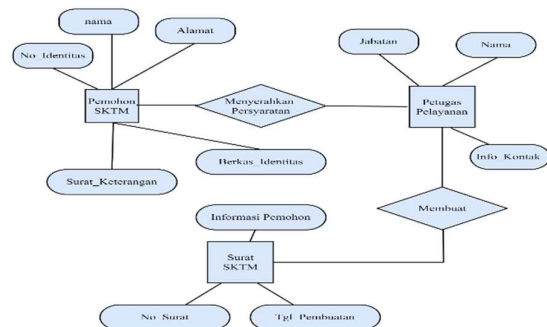 nama
Alamat
No_Identitas
Pemohon
SKTM
Menyerahkan
Persyaratan
Jabatan
Nama
Petugas
Pelayanan
Info_Kontak
Berkas_Identitas
Surat_Keterangan
Membuat
Informasi Pemohon
Surat
SKTM
No_Surat
Tgl_Pembuatan